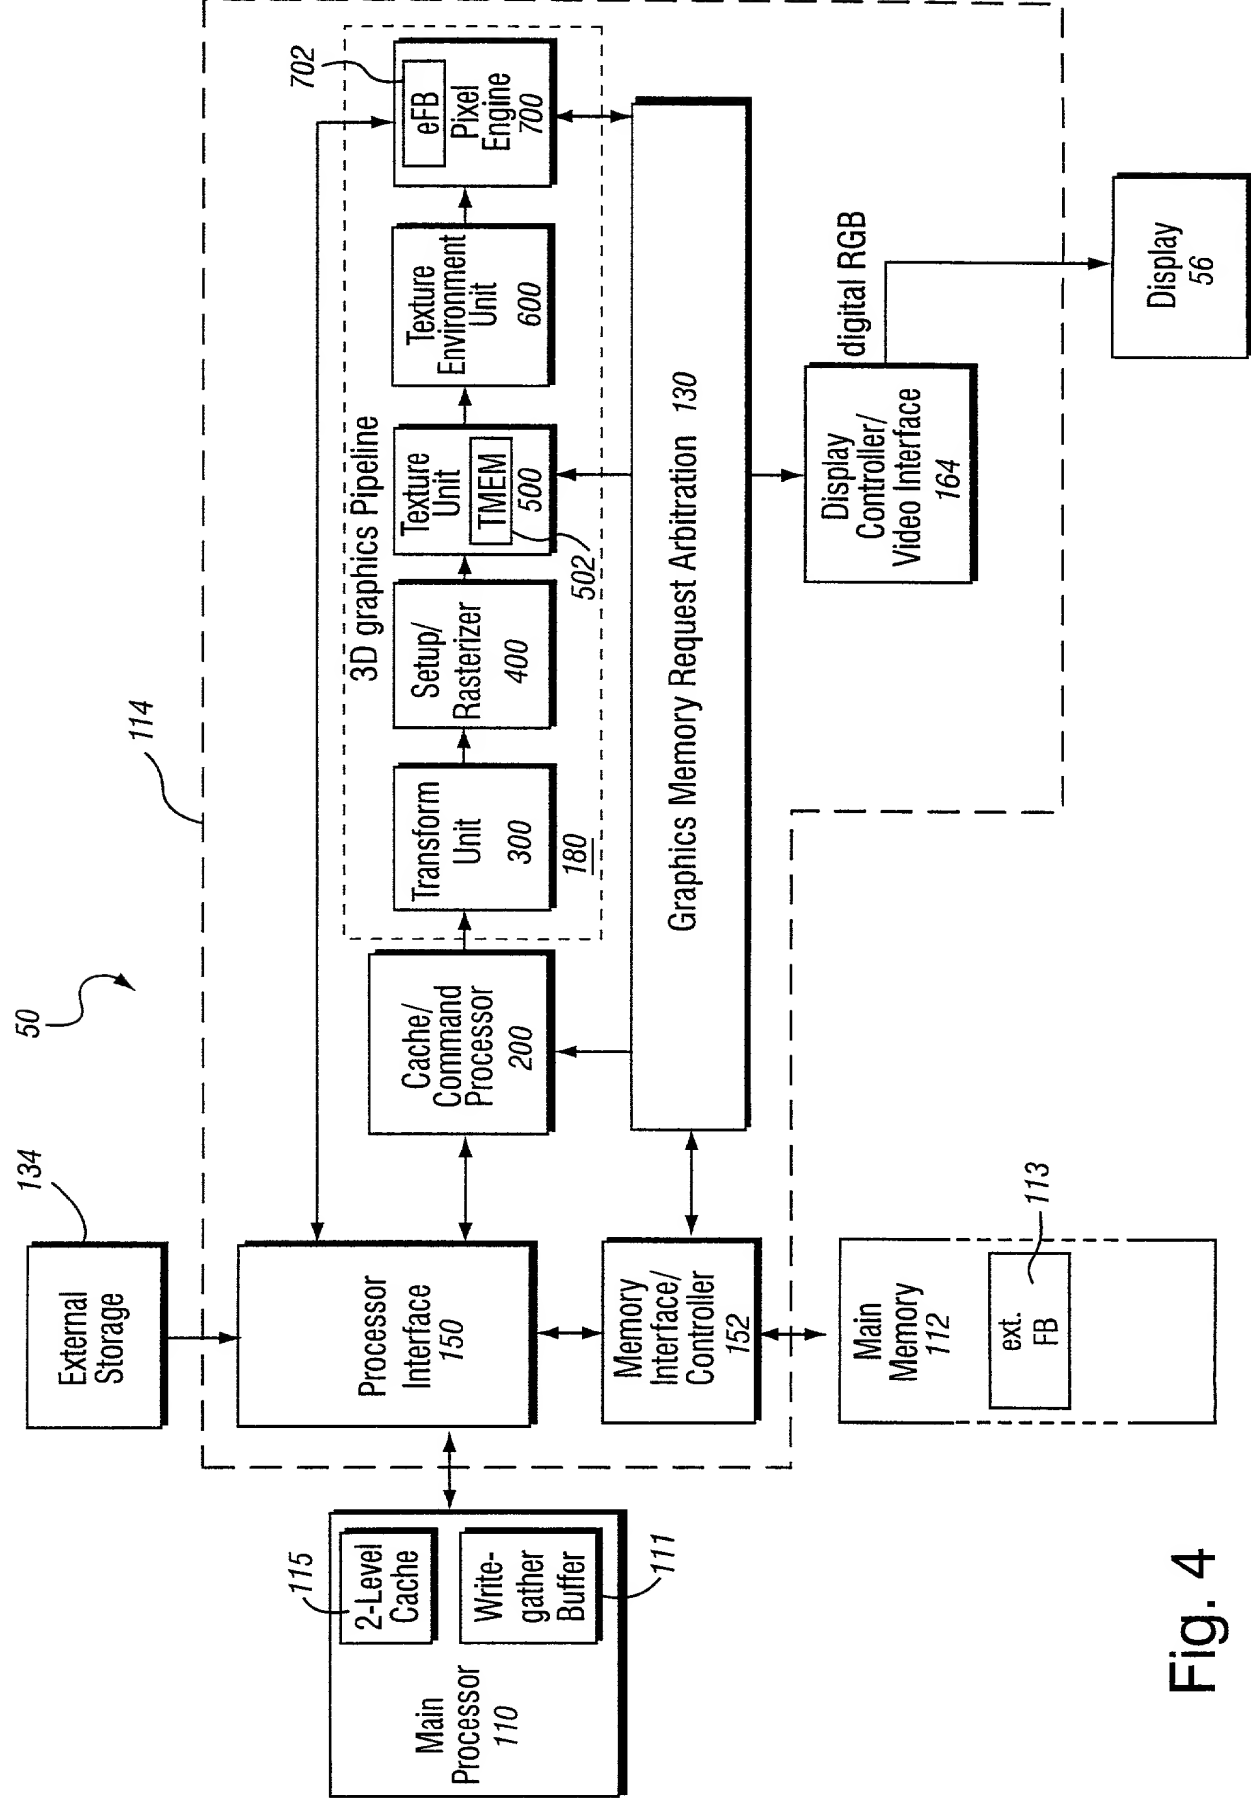 50
134
External
Storage
114
115
2-Level
Cache
Write-
gather
Buffer
111
Main
Processor
110
Processor
Interface
150
Memory
Interface/
Controller
152
Main
Memory
112
ext.
FB
113
Cache/
Command
Processor
200
3D graphics Pipeline
Transform
Unit
300
180
Setup/
Rasterizer
400
Texture
Unit
TMEM
500
502
Texture
Environment
Unit
600
702
eFB
Pixel
Engine
700
Graphics Memory Request Arbitration 130
Display
Controller/
Video Interface
164
digital RGB
Display
56
Fig. 4